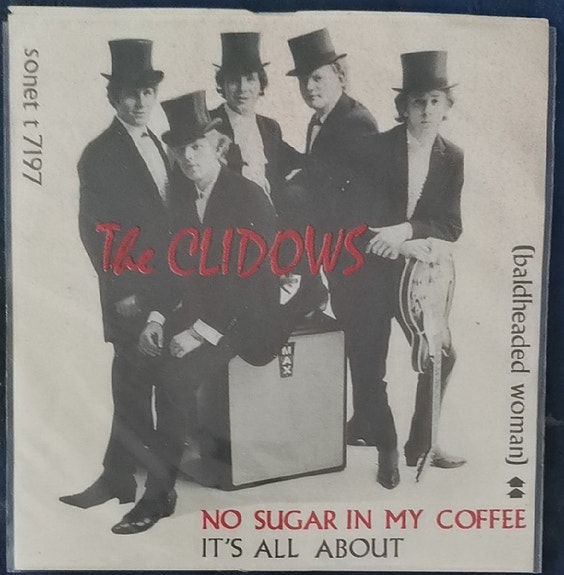 sonet t 7197
The CLIDOWS
(baldheaded woman)
MAX
NO SUGAR IN MY COFFEE
IT'S ALL ABOUT